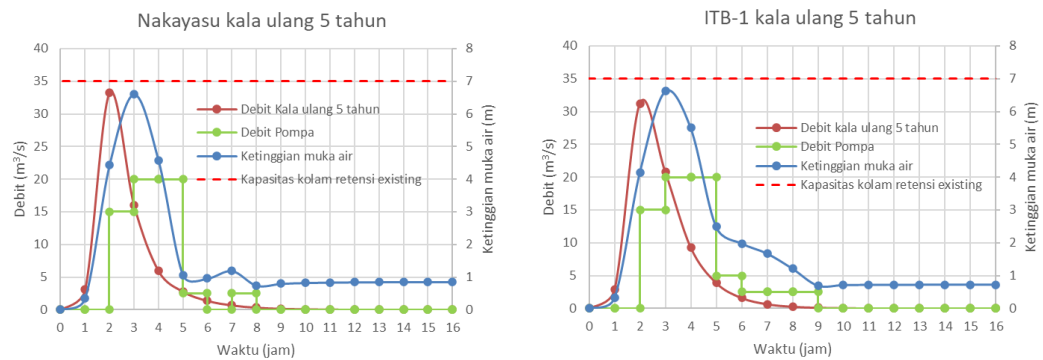 Nakayasu kala ulang 5 tahun
40
35
30
25
20
15
10
5
0
Debit (m³/s)
8
7
6
5
4
3
2
1
0
Ketinggian muka air (m)
Debit Kala ulang 5 tahun
Debit Pompa
Ketinggian muka air
Kapasitas kolam retensi existing
0 1 2 3 4 5 6 7 8 9 10 11 12 13 14 15 16
Waktu (jam)
ITB-1 kala ulang 5 tahun
40
35
30
25
20
15
10
5
0
Debit (m³/s)
8
7
6
5
4
3
2
1
0
Ketinggian muka air (m)
Debit kala ulang 5 tahun
Debit Pompa
Ketinggian muka air
Kapasitas kolam retensi existing
0 1 2 3 4 5 6 7 8 9 10 11 12 13 14 15 16
Waktu (jam)